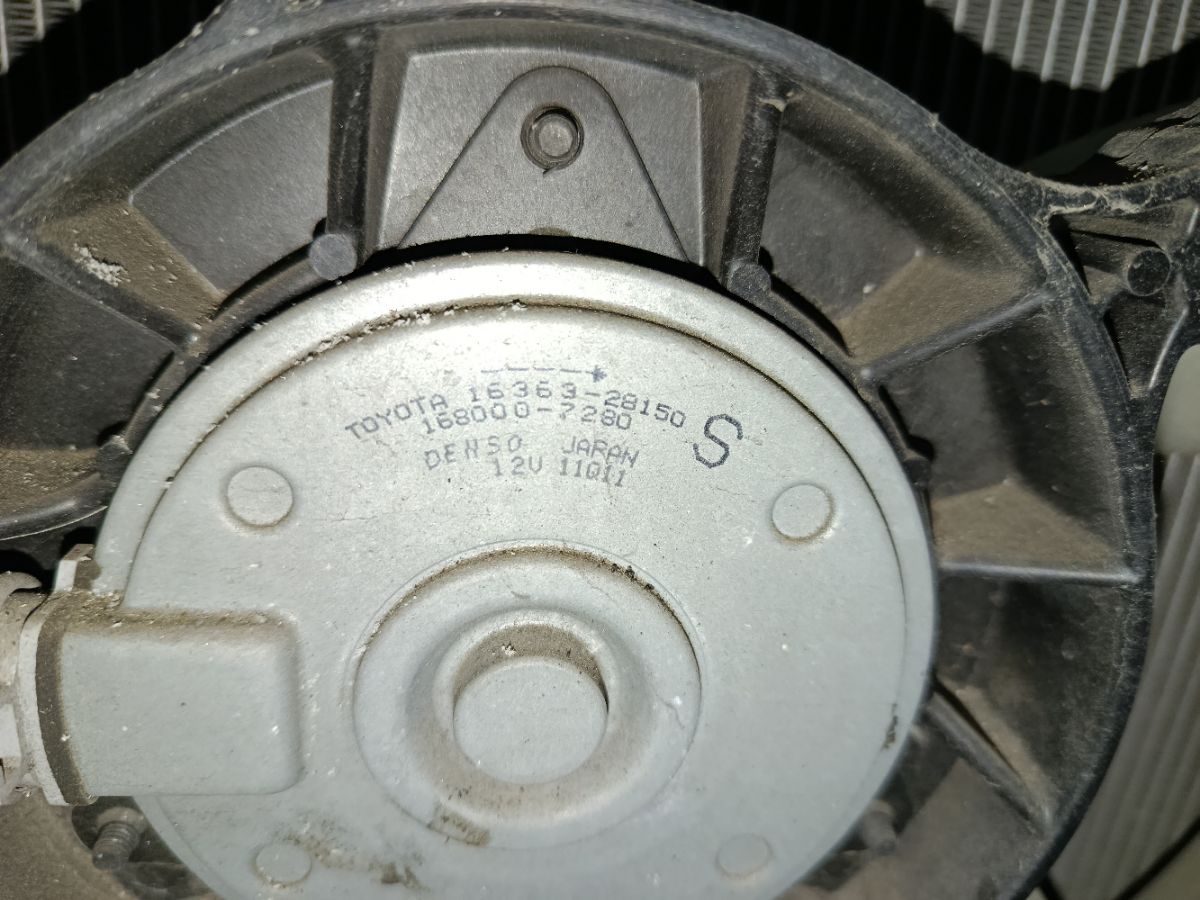 TOYOTA 16363-28150
168000-7280 S
DENSO JAPAN
12V 11011